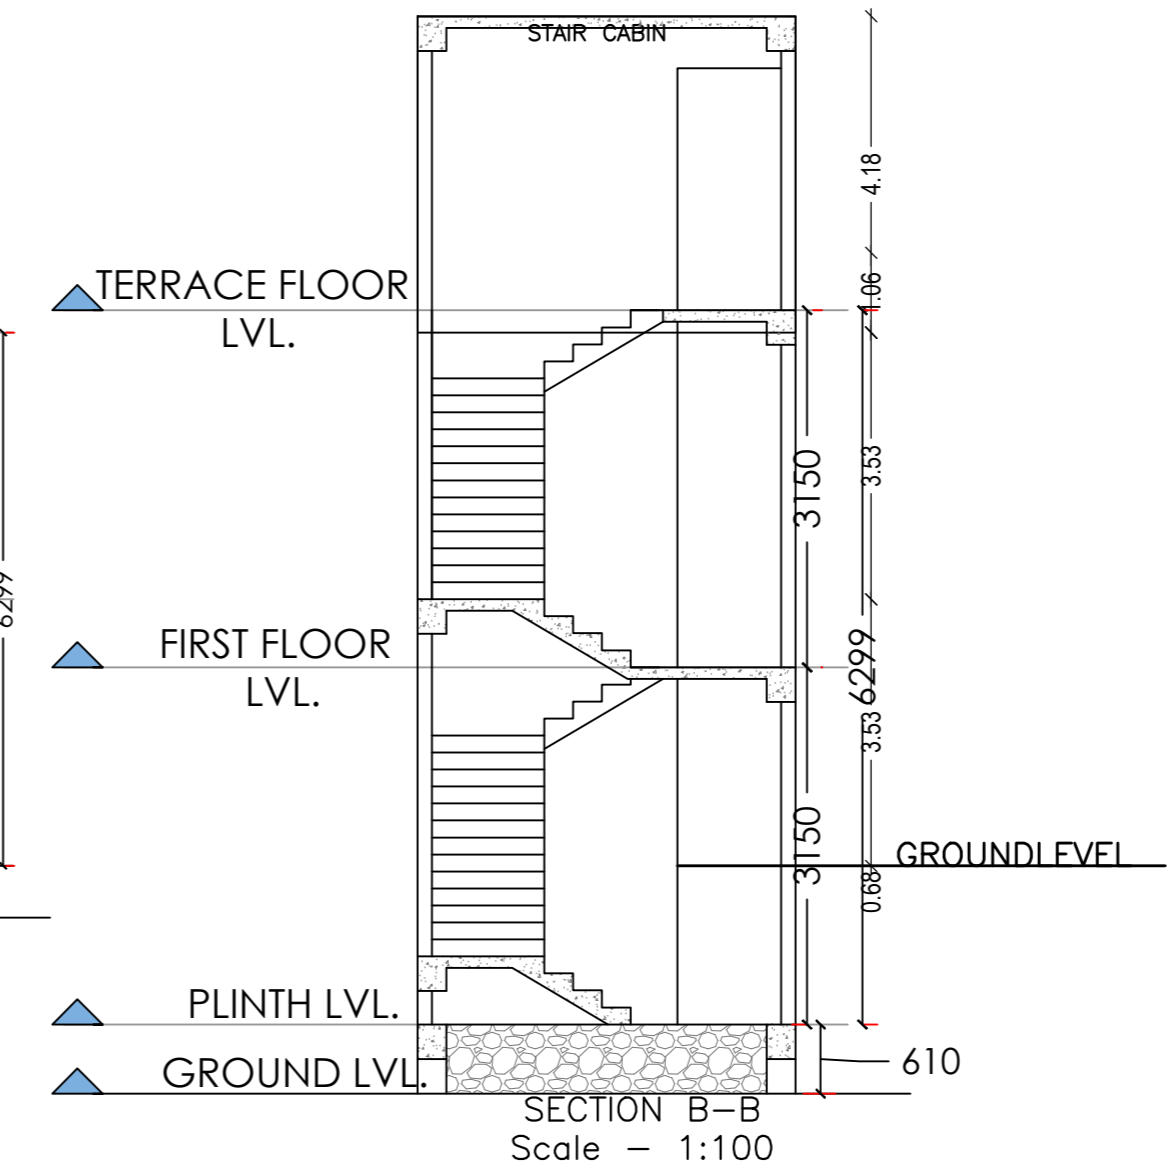 STAIR CABIN
4.18
TERRACE FLOOR
LVL.
1.06
3150
3.53
6299
FIRST FLOOR
LVL.
6299
3.53
3150
GROUNDLEVEL
0.68
PLINTH LVL.
GROUND LVL.
610
SECTION B-B
Scale - 1:100